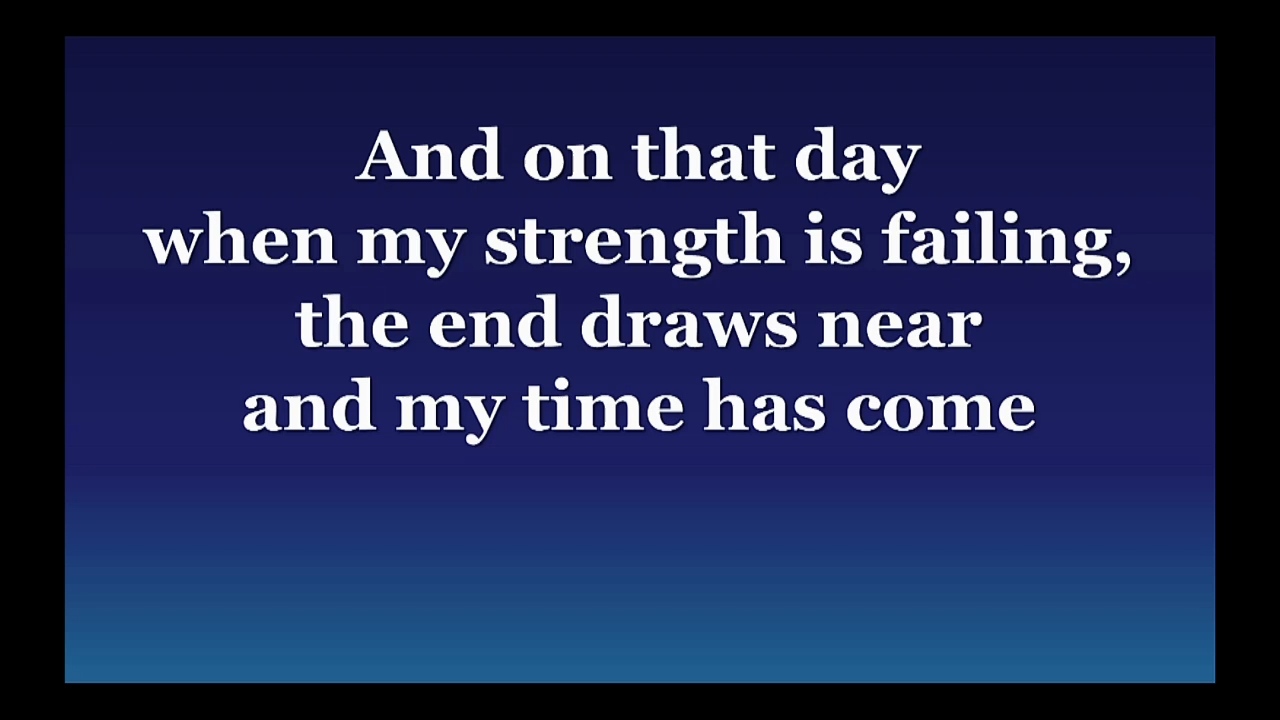 And on that day
when my strength is failing,
the end draws near
and my time has come